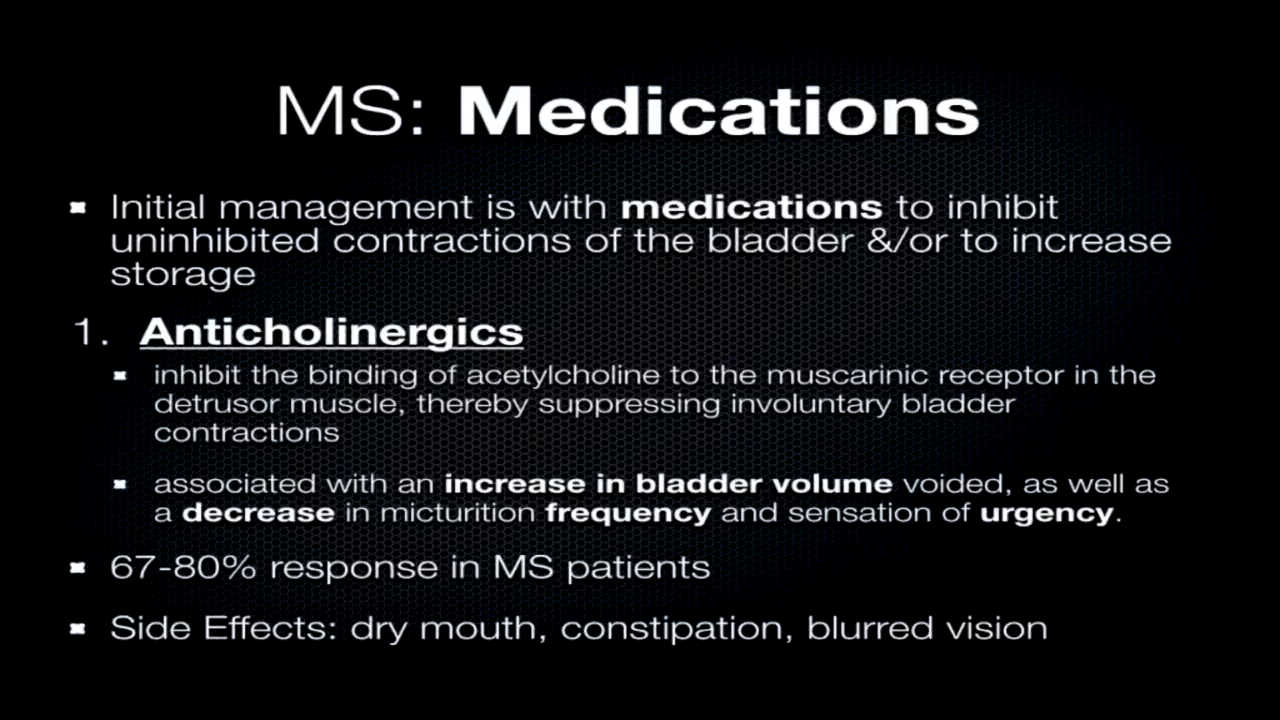 MS: Medications
Initial management is with medications to inhibit
uninhibited contractions of the bladder &/or to increase
storage
1. Anticholinergics
inhibit the binding of acetylcholine to the muscarinic receptor in the
detrusor muscle, thereby suppressing involuntary bladder
contractions
associated with an increase in bladder volume voided, as well as
a decrease in micturition frequency and sensation of urgency.
67-80% response in MS patients
Side Effects: dry mouth, constipation, blurred vision